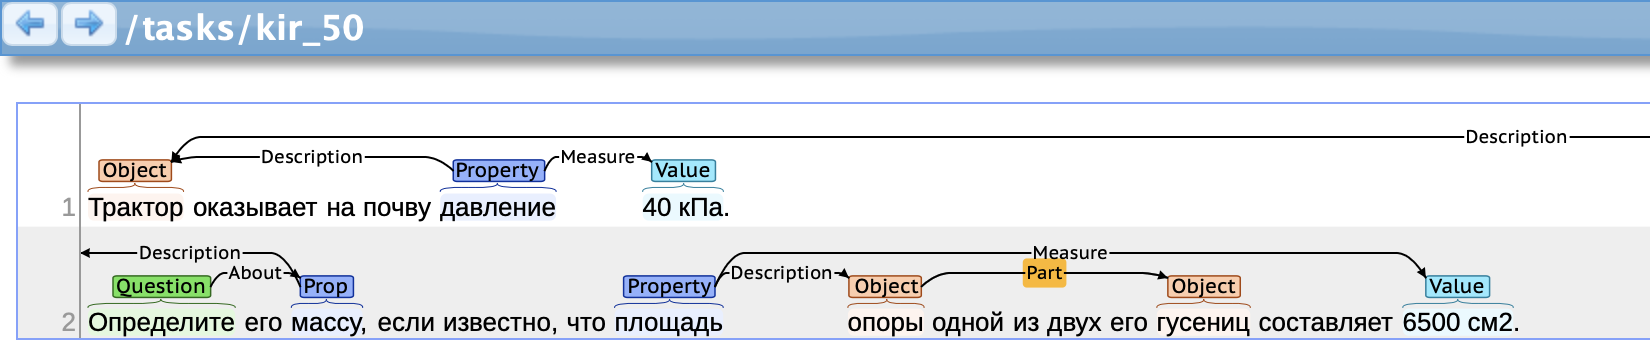 /tasks/kir_50
Description
Description Measure
Object Property Value
1 Трактор оказывает на почву давление 40 кПа.
Description Measure
About Description Part
Question Prop Property Object Object Value
2 Определите его массу, если известно, что площадь опоры одной из двух его гусениц составляет 6500 см2.